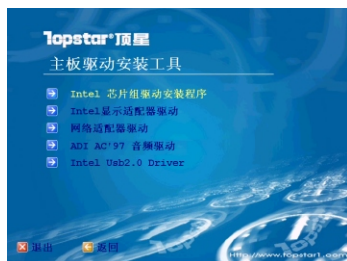 Topstar®顶星
主板驱动安装工具
Intel 芯片组驱动安装程序
Intel显示适配器驱动
网络适配器驱动
ADI AC'97 音频驱动
Intel Usb2.0 Driver
退出 返回
http://www.topstar1.com